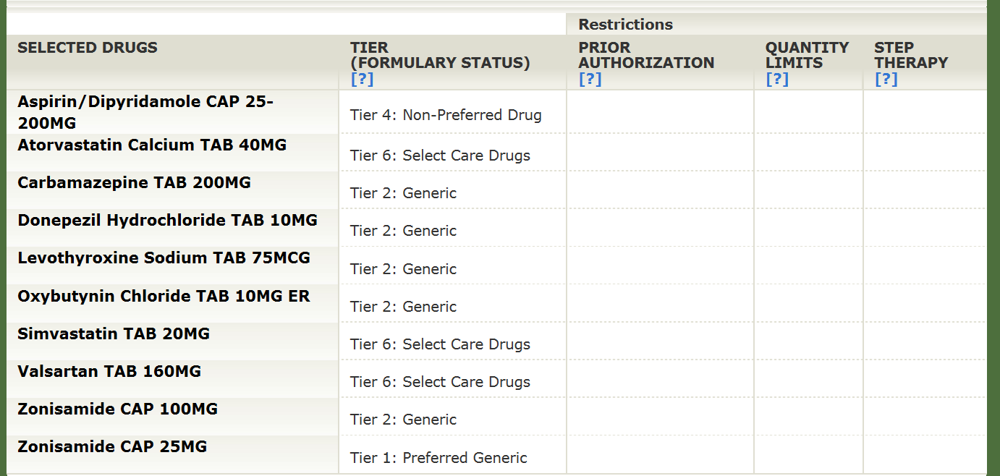 Restrictions
SELECTED DRUGS
TIER
(FORMULARY STATUS)
[?]
PRIOR
AUTHORIZATION
[?]
QUANTITY
LIMITS
[?]
STEP
THERAPY
[?]
Aspirin/Dipyridamole CAP 25-
200MG
Tier 4: Non-Preferred Drug
Atorvastatin Calcium TAB 40MG
Tier 6: Select Care Drugs
Carbamazepine TAB 200MG
Tier 2: Generic
Donepezil Hydrochloride TAB 10MG
Tier 2: Generic
Levothyroxine Sodium TAB 75MCG
Tier 2: Generic
Oxybutynin Chloride TAB 10MG ER
Tier 2: Generic
Simvastatin TAB 20MG
Tier 6: Select Care Drugs
Valsartan TAB 160MG
Tier 6: Select Care Drugs
Zonisamide CAP 100MG
Tier 2: Generic
Zonisamide CAP 25MG
Tier 1: Preferred Generic